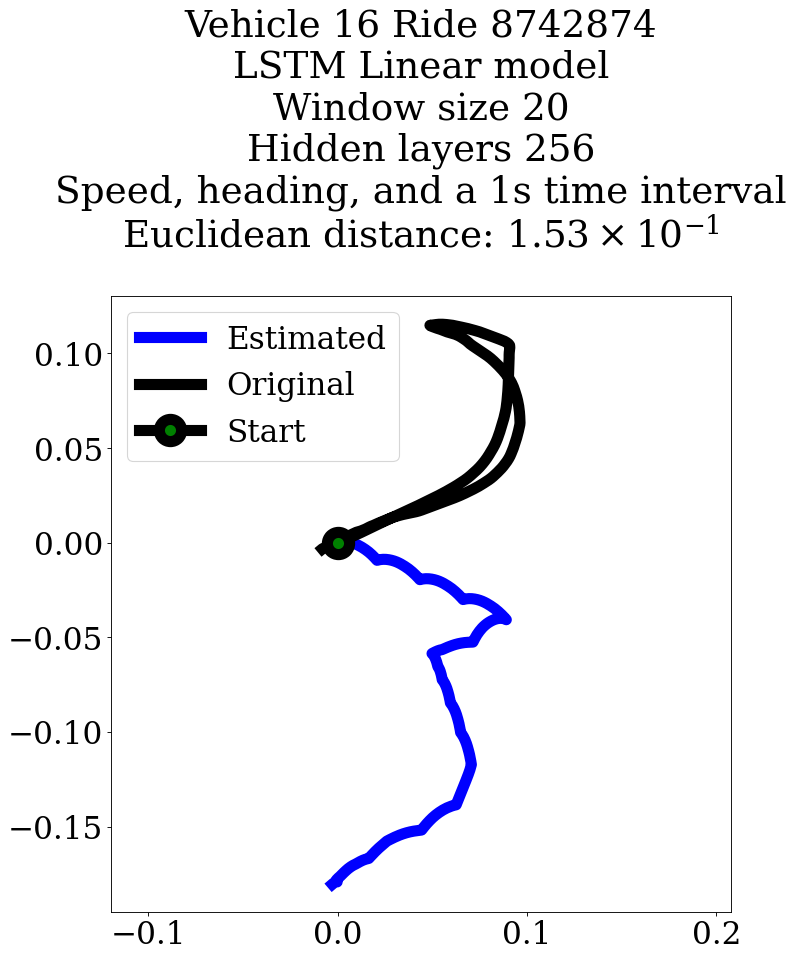 Vehicle 16 Ride 8742874
LSTM Linear model
Window size 20
Hidden layers 256
Speed, heading, and a 1s time interval
Euclidean distance: 1.53 × 10⁻¹
Estimated
Original
Start
0.10
0.05
0.00
−0.05
−0.10
−0.15
−0.1 0.0 0.1 0.2